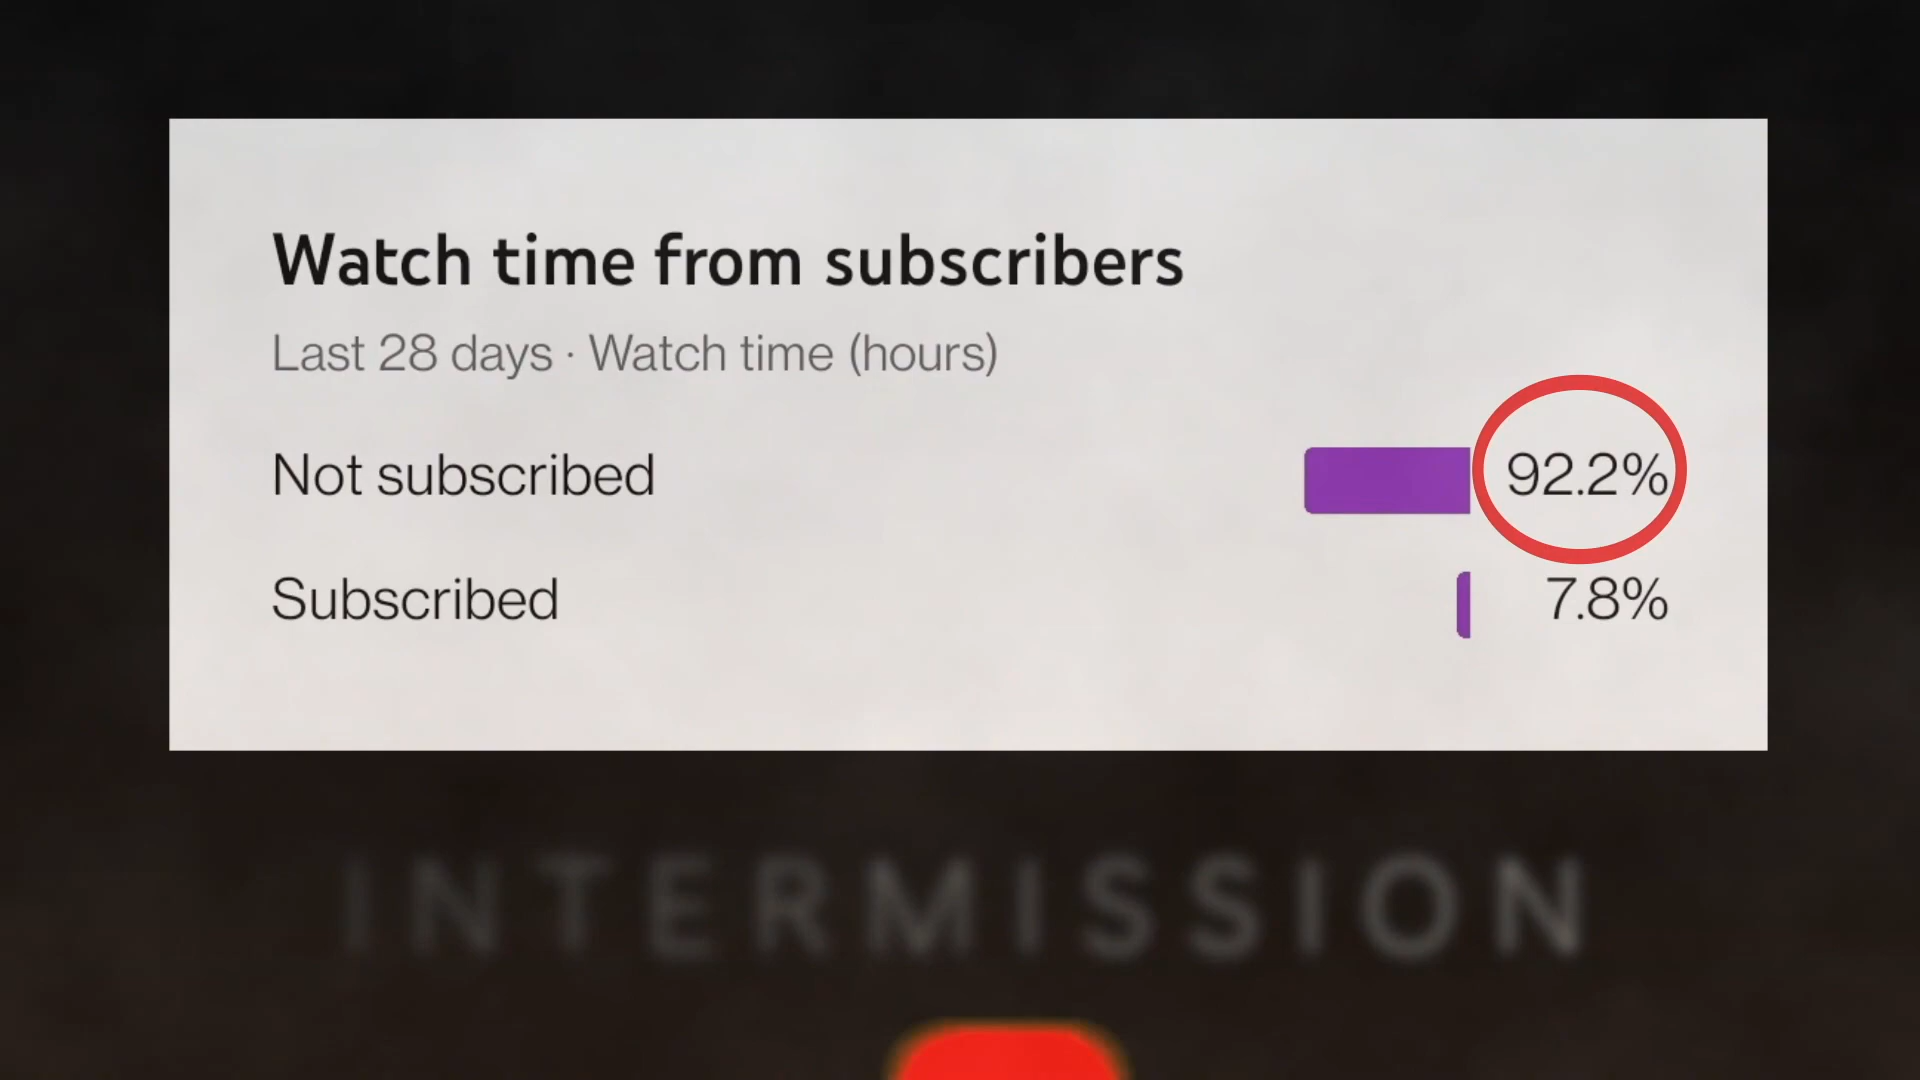 Watch time from subscribers
Last 28 days · Watch time (hours)
Not subscribed 92.2%
Subscribed 7.8%
INTERMISSION